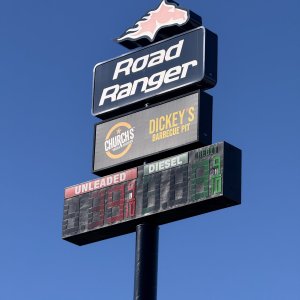 Road
Ranger
CHURCH'S
DICKEY'S
BARBECUE PIT
UNLEADED
DIESEL